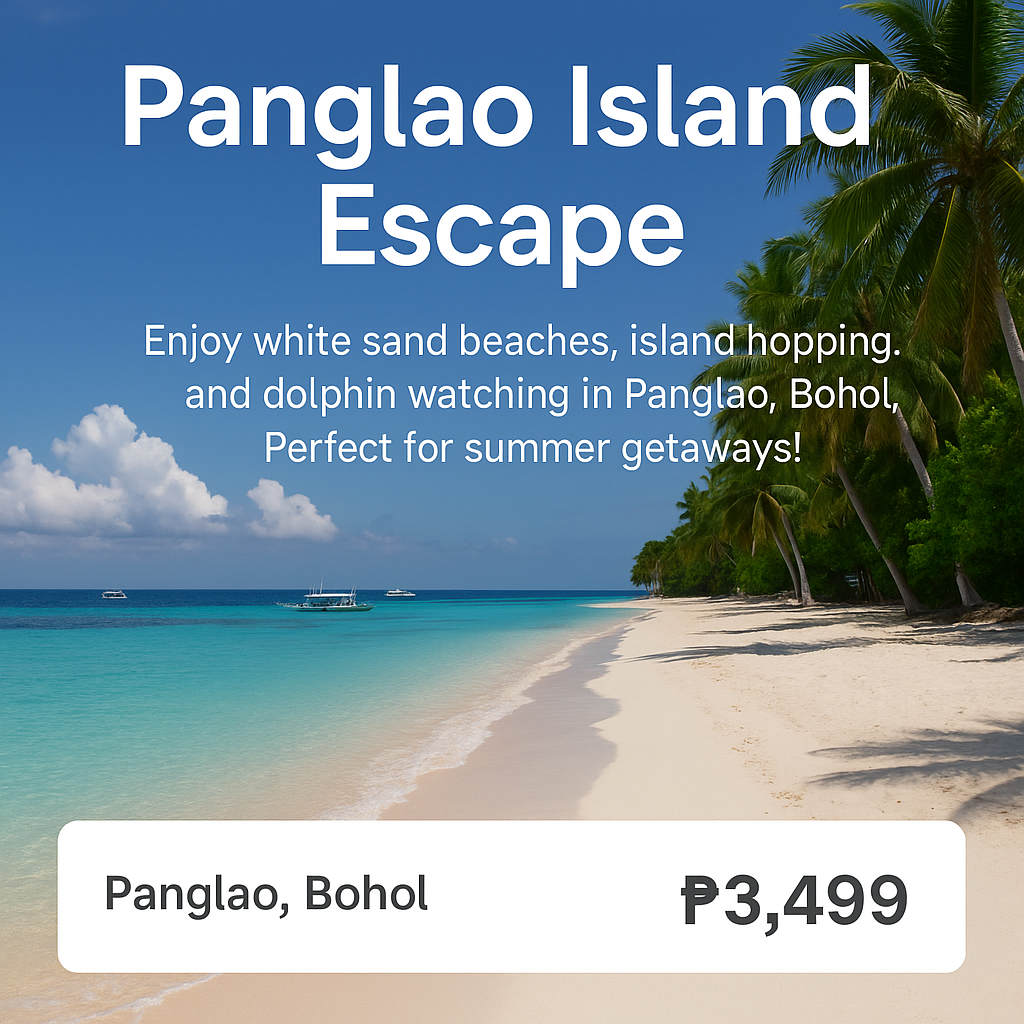 Panglao Island
Escape
Enjoy white sand beaches, island hopping.
and dolphin watching in Panglao, Bohol,
Perfect for summer getaways!
Panglao, Bohol
₱3,499